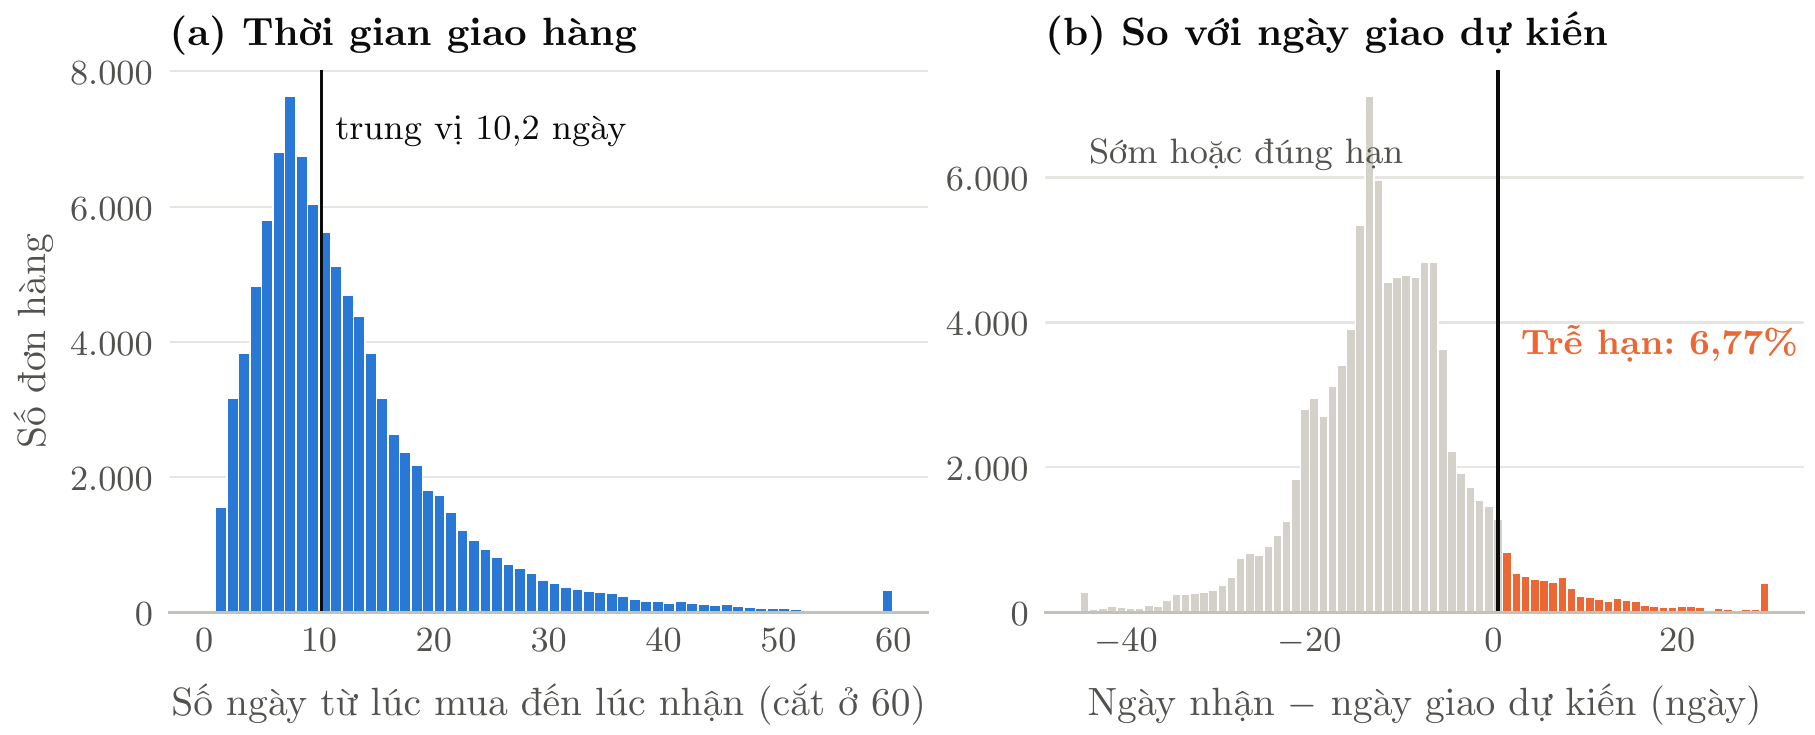 (a) Thời gian giao hàng
8.000
6.000
4.000
2.000
0
Số đơn hàng
trung vị 10,2 ngày
0 10 20 30 40 50 60
Số ngày từ lúc mua đến lúc nhận (cắt ở 60)
(b) So với ngày giao dự kiến
Sớm hoặc đúng hạn
6.000
4.000
2.000
0
Trễ hạn: 6,77%
−40 −20 0 20
Ngày nhận − ngày giao dự kiến (ngày)